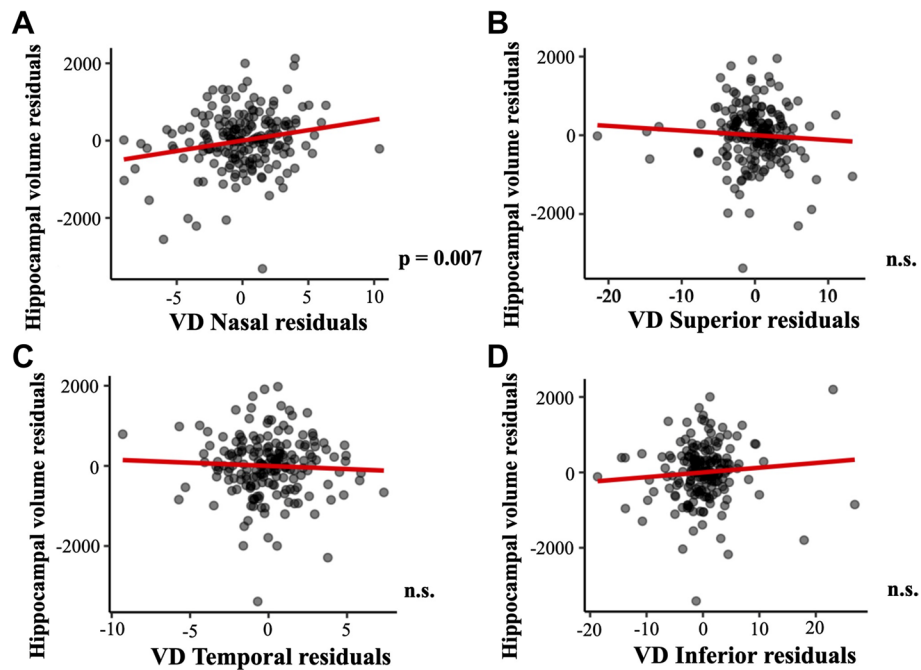 A
Hippocampal volume residuals
2000
0
-2000
-5
0
5
10
VD Nasal residuals
p = 0.007
B
Hippocampal volume residuals
2000
0
-2000
-20
-10
0
10
VD Superior residuals
n.s.
C
Hippocampal volume residuals
2000
0
-2000
-10
-5
0
5
VD Temporal residuals
n.s.
D
Hippocampal volume residuals
2000
0
-2000
-20
-10
0
10
20
VD Inferior residuals
n.s.